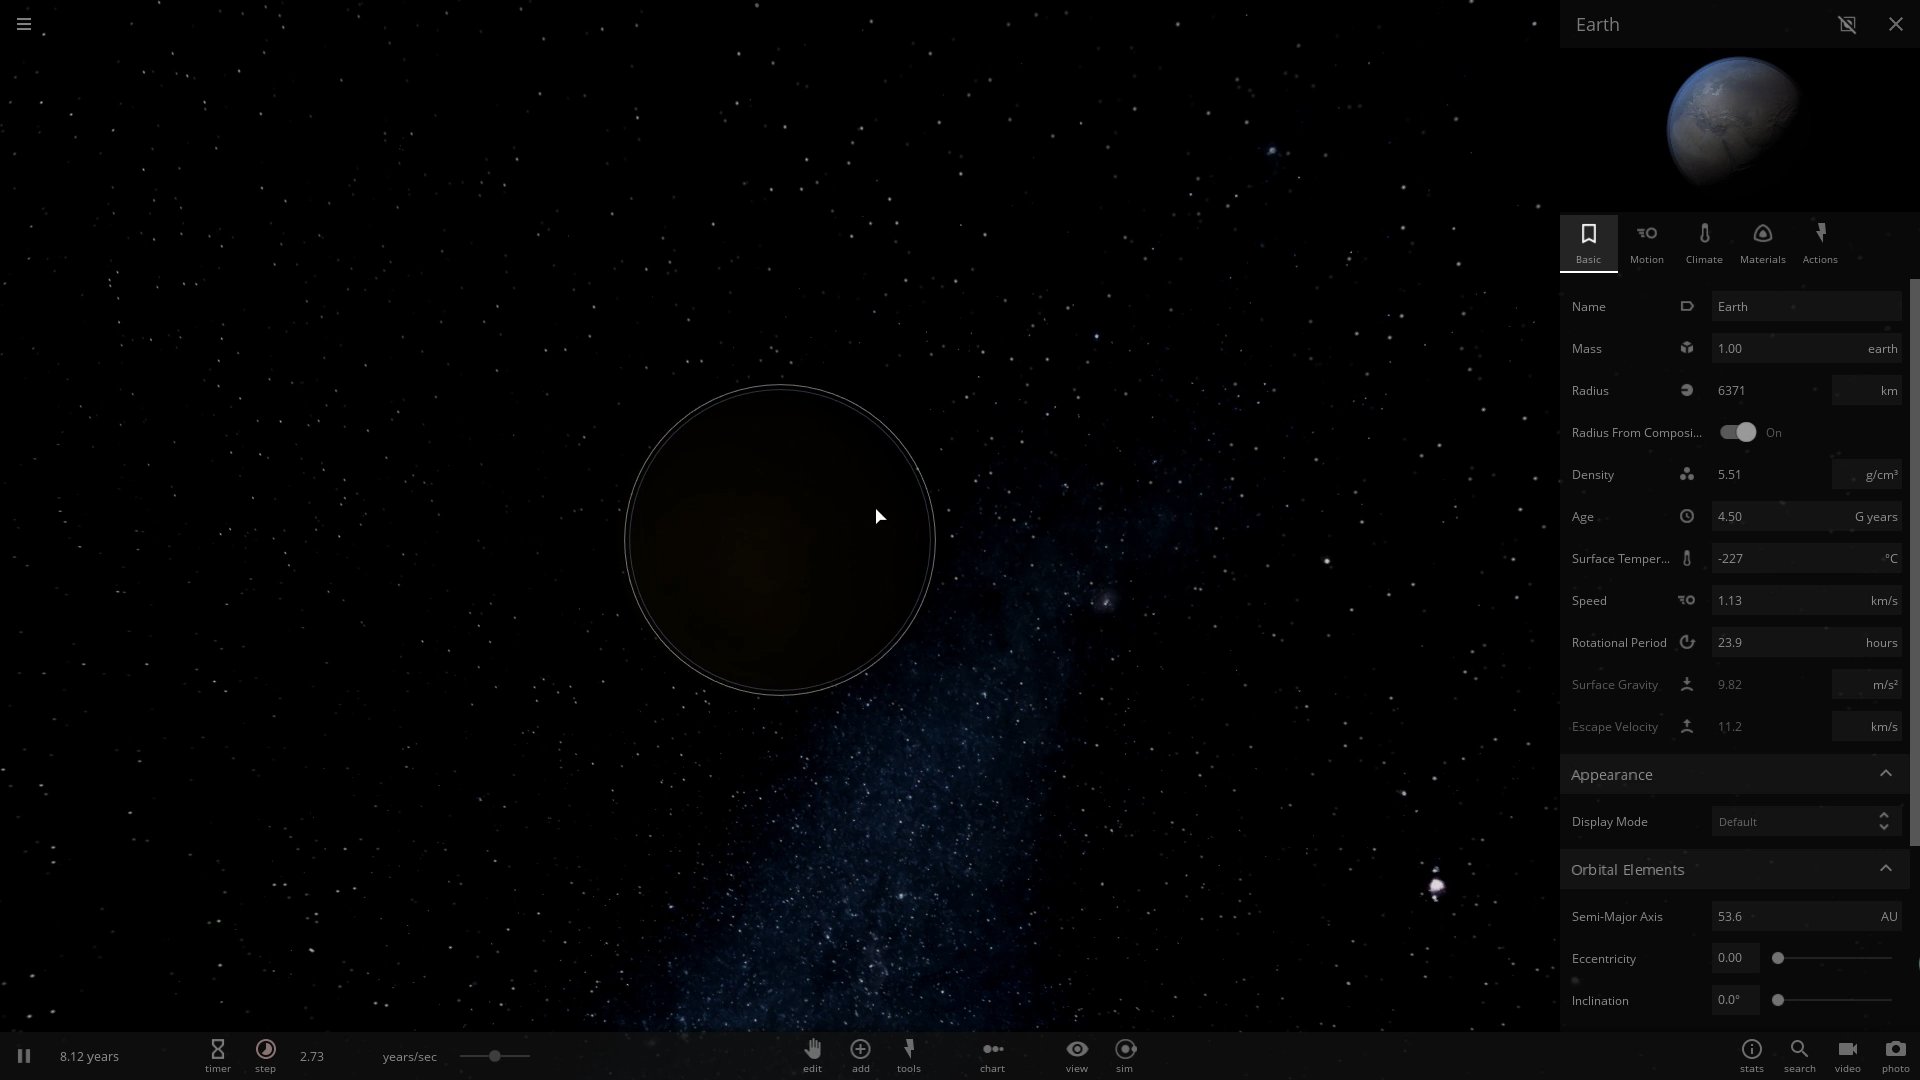 Earth
Basic
Motion
Climate
Materials
Actions
Name Earth
Mass 1.00 earth
Radius 6371 km
Radius From Composi... On
Density 5.51 g/cm³
Age 4.50 G years
Surface Temper... -227 °C
Speed 1.13 km/s
Rotational Period 23.9 hours
Surface Gravity 9.82 m/s²
Escape Velocity 11.2 km/s
Appearance
Display Mode Default
Orbital Elements
Semi-Major Axis 53.6 AU
Eccentricity 0.00
Inclination 0.0°
8.12 years
timer
step
2.73 years/sec
edit
add
tools
chart
view
sim
stats
search
video
photo